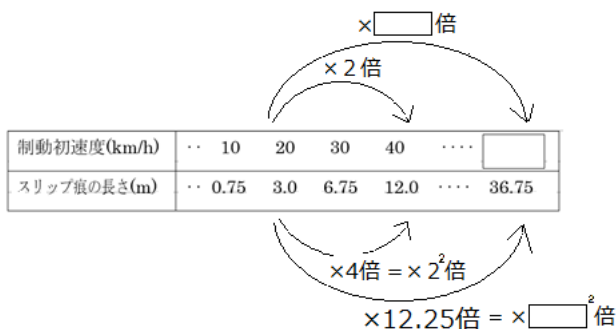 ×□倍
×２倍
制動初速度(km/h) ‥ 10 20 30 40 ‥‥ □
スリップ痕の長さ(m) ‥ 0.75 3.0 6.75 12.0 ‥‥ 36.75
×4倍＝×2²倍
×12.25倍＝×□²倍